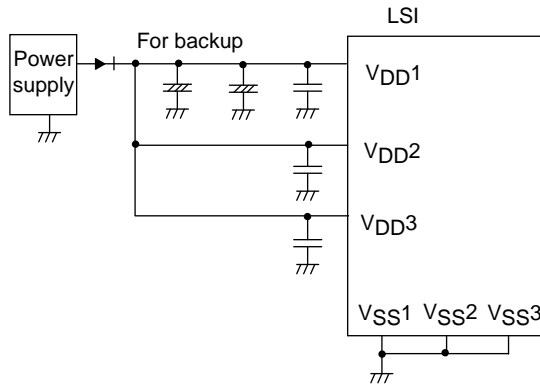 LSI
For backup
Power
supply
VDD1
VDD2
VDD3
VSS1 VSS2 VSS3